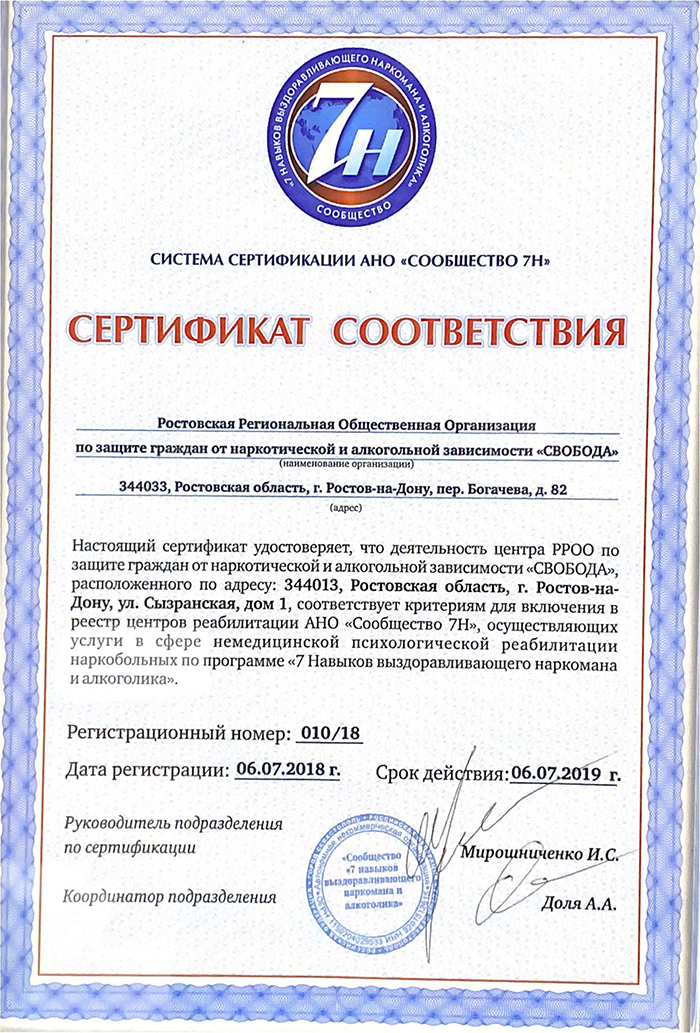 «7 НАВЫКОВ ВЫЗДОРАВЛИВАЮЩЕГО НАРКОМАНА И АЛКОГОЛИКА»
7Н
СООБЩЕСТВО
СИСТЕМА СЕРТИФИКАЦИИ АНО «СООБЩЕСТВО 7Н»
СЕРТИФИКАТ СООТВЕТСТВИЯ
Ростовская Региональная Общественная Организация
по защите граждан от наркотической и алкогольной зависимости «СВОБОДА»
(наименование организации)
344033, Ростовская область, г. Ростов-на-Дону, пер. Богачева, д. 82
(адрес)
Настоящий сертификат удостоверяет, что деятельность центра РРОО по
защите граждан от наркотической и алкогольной зависимости «СВОБОДА»,
расположенного по адресу: 344013, Ростовская область, г. Ростов-на-
Дону, ул. Сызранская, дом 1, соответствует критериям для включения в
реестр центров реабилитации АНО «Сообщество 7Н», осуществляющих
услуги в сфере немедицинской психологической реабилитации
наркобольных по программе «7 Навыков выздоравливающего наркомана
и алкоголика».
Регистрационный номер: 010/18
Дата регистрации: 06.07.2018 г. Срок действия: 06.07.2019 г.
Руководитель подразделения
по сертификации
Мирошниченко И.С.
Координатор подразделения
Доля А.А.
Автономная некоммерческая организация
«Сообщество
«7 навыков
выздоравливающего
наркомана и
алкоголика»